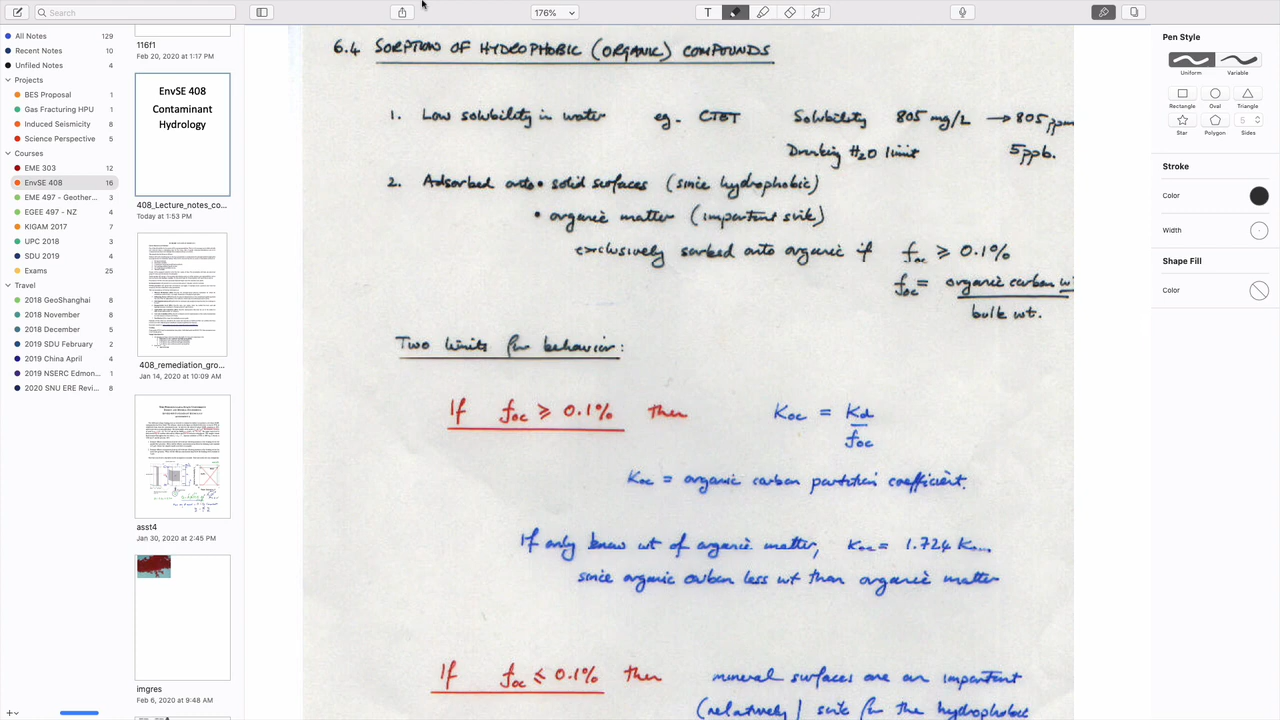 Search
176%
T
All Notes 129
Recent Notes 10
Unfiled Notes 4
Projects
BES Proposal 1
Gas Fracturing HPU 1
Induced Seismicity 8
Science Perspective 5
Courses
EME 303 12
EnvSE 408 16
EME 497 - Geother... 3
EGEE 497 - NZ 4
KIGAM 2017 7
UPC 2018 3
SDU 2019 4
Exams 25
Travel
2018 GeoShanghai 8
2018 November 8
2018 December 5
2019 SDU February 2
2019 China April 4
2019 NSERC Edmon... 1
2020 SNU ERE Revi... 8
116f1
Feb 20, 2020 at 1:17 PM
EnvSE 408
Contaminant
Hydrology
408_Lecture_notes_co...
Today at 1:53 PM
408_remediation_gro...
Jan 14, 2020 at 10:09 AM
asst4
Jan 30, 2020 at 2:45 PM
imgres
Feb 6, 2020 at 9:48 AM
6.4 SORPTION OF HYDROPHOBIC (ORGANIC) COMPOUNDS
1. Low solubility in water eg. Solubility 805 mg/L → 805 ppm
Drinking H2O limit 5ppb.
2. Adsorbed onto • solid surfaces (since hydrophobic)
• organic matter (important sink)
exclusively sorbed onto organic if foc ≥ 0.1%
foc = organic carbon w
bulk wt.
Two limits for behavior:
If foc ≥ 0.1% then Koc = Kd
foc
Koc = organic carbon partition coefficient.
If only know wt of organic matter, Koc = 1.724 Kom
since organic carbon less wt than organic matter
If foc ≤ 0.1% then mineral surfaces are an important
(relatively) sink for the hydrophobic
Pen Style
Uniform Variable
Rectangle Oval Triangle
5
Star Polygon Sides
Stroke
Color
Width
Shape Fill
Color